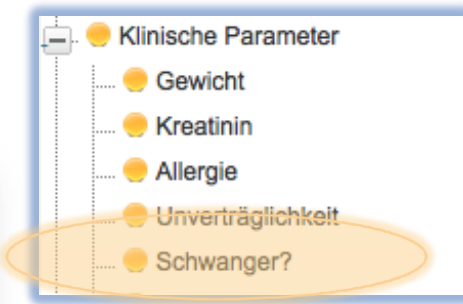 Klinische Parameter
Gewicht
Kreatinin
Allergie
Unverträglichkeit
Schwanger?